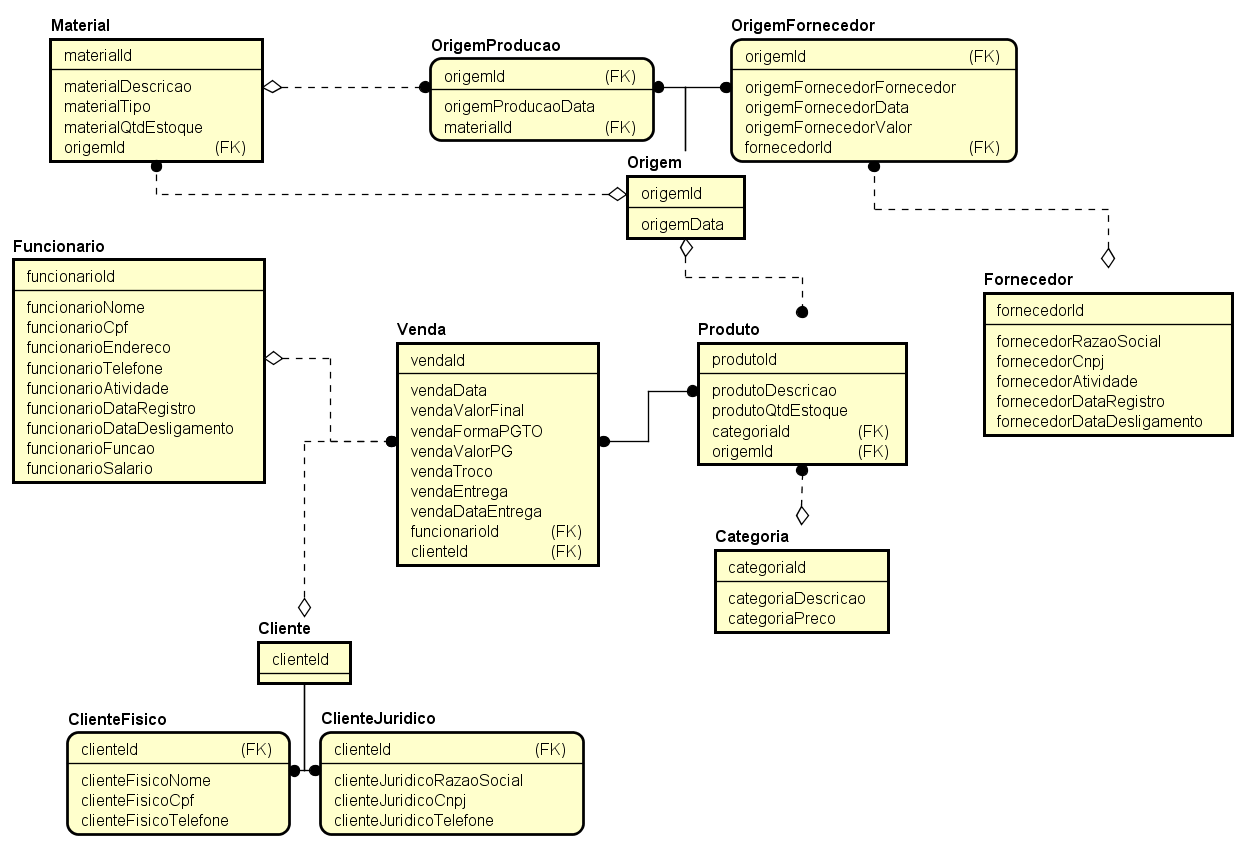 Material
materialId
materialDescricao
materialTipo
materialQtdEstoque
origemId (FK)
OrigemProducao
origemId (FK)
origemProducaoData
materialId (FK)
OrigemFornecedor
origemId (FK)
origemFornecedorFornecedor
origemFornecedorData
origemFornecedorValor
fornecedorId (FK)
Origem
origemId
origemData
Funcionario
funcionarioId
funcionarioNome
funcionarioCpf
funcionarioEndereco
funcionarioTelefone
funcionarioAtividade
funcionarioDataRegistro
funcionarioDataDesligamento
funcionarioFuncao
funcionarioSalario
Venda
vendaId
vendaData
vendaValorFinal
vendaFormaPGTO
vendaValorPG
vendaTroco
vendaEntrega
vendaDataEntrega
funcionarioId (FK)
clienteId (FK)
Produto
produtoId
produtoDescricao
produtoQtdEstoque
categoriaId (FK)
origemId (FK)
Fornecedor
fornecedorId
fornecedorRazaoSocial
fornecedorCnpj
fornecedorAtividade
fornecedorDataRegistro
fornecedorDataDesligamento
Categoria
categoriaId
categoriaDescricao
categoriaPreco
Cliente
clienteId
ClienteFisico
clienteId (FK)
clienteFisicoNome
clienteFisicoCpf
clienteFisicoTelefone
ClienteJuridico
clienteId (FK)
clienteJuridicoRazaoSocial
clienteJuridicoCnpj
clienteJuridicoTelefone